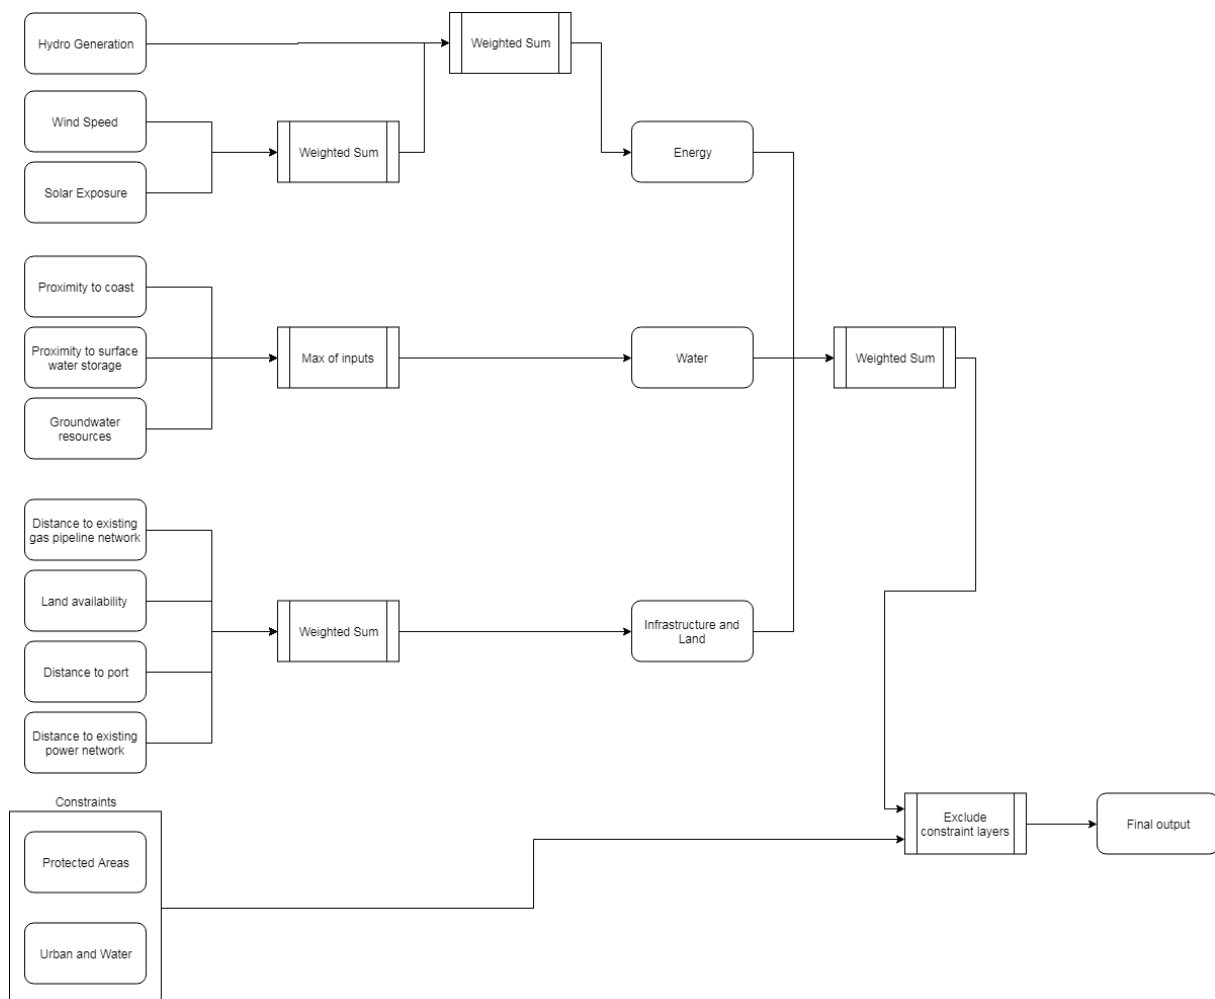 Hydro Generation
Weighted Sum
Wind Speed
Weighted Sum
Energy
Solar Exposure
Proximity to coast
Proximity to surface
water storage
Max of inputs
Water
Weighted Sum
Groundwater
resources
Distance to existing
gas pipeline network
Land availability
Weighted Sum
Infrastructure and
Land
Distance to port
Distance to existing
power network
Constraints
Protected Areas
Urban and Water
Exclude
constraint layers
Final output